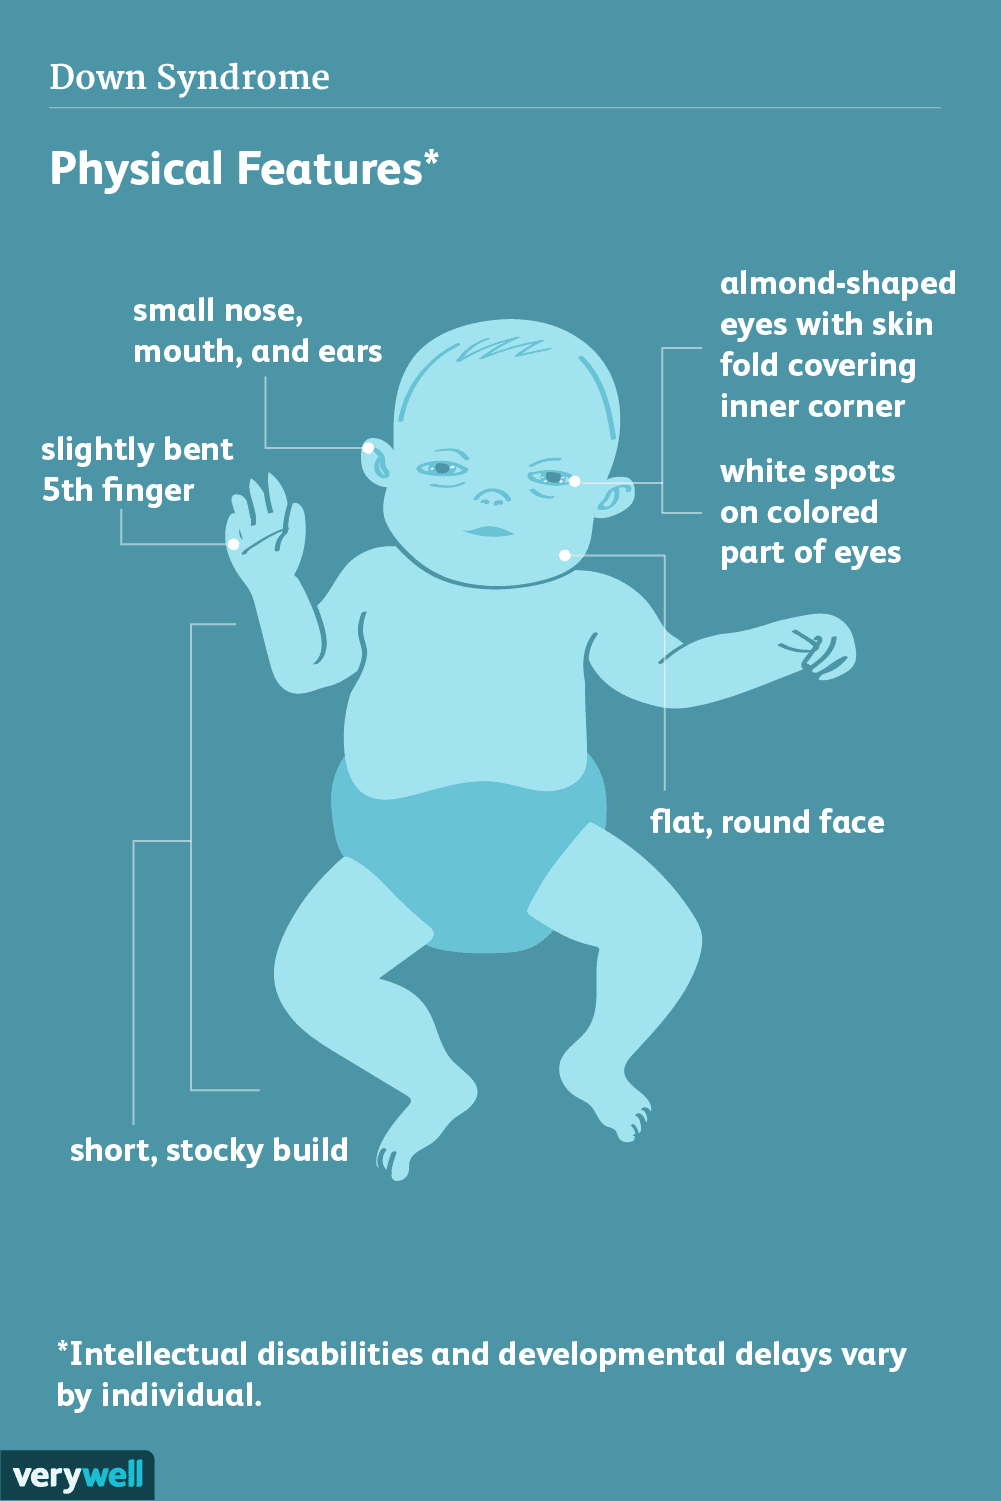 Down Syndrome
Physical Features*
small nose,
mouth, and ears
slightly bent
5th finger
almond-shaped
eyes with skin
fold covering
inner corner
white spots
on colored
part of eyes
flat, round face
short, stocky build
*Intellectual disabilities and developmental delays vary
by individual.
verywell